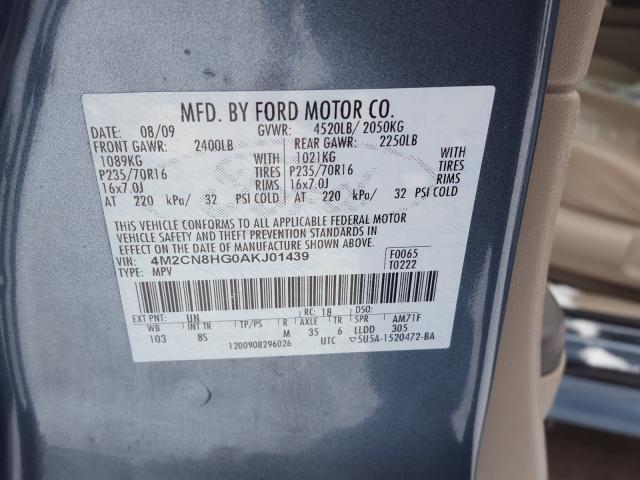 MFD. BY FORD MOTOR CO.
DATE: 08/09 GVWR: 4520LB/ 2050KG
FRONT GAWR: 2400LB REAR GAWR: 2250LB
1089KG WITH 1021KG WITH
P235/70R16 TIRES P235/70R16 TIRES
16x7.0J RIMS 16x7.0J RIMS
AT 220 kPa/ 32 PSI COLD AT 220 kPa/ 32 PSI COLD
THIS VEHICLE CONFORMS TO ALL APPLICABLE FEDERAL MOTOR
VEHICLE SAFETY AND THEFT PREVENTION STANDARDS IN
EFFECT ON THE DATE OF MANUFACTURE SHOWN ABOVE.
VIN: 4M2CN8HG0AKJ01439 F0065
TYPE: MPV T0222
EXT PNT: UN RC: 18 DSO:
WB INT TR TP/PS R AXLE TR SPR AM71F
103 8S M 35 6 LLDD 305
1200908296026 UTC ▽5U5A-1520472-BA